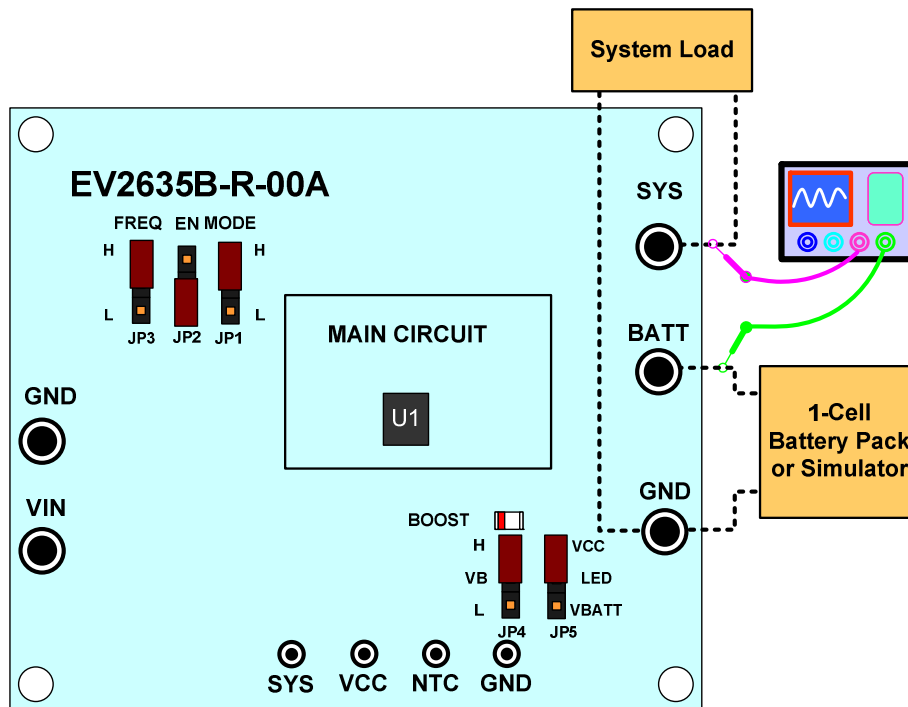 System Load
EV2635B-R-00A
SYS
FREQ EN MODE
H H
L L
JP3 JP2 JP1
MAIN CIRCUIT
BATT
U1
GND
1-Cell
Battery Pack
or Simulator
VIN
GND
BOOST
H VCC
VB LED
L VBATT
JP4 JP5
SYS VCC NTC GND